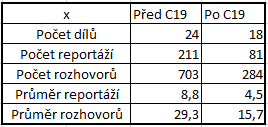 x Před C19 Po C19
Počet dílů 24 18
Počet reportáží 211 81
Počet rozhovorů 703 284
Průměr reportáží 8,8 4,5
Průměr rozhovorů 29,3 15,7